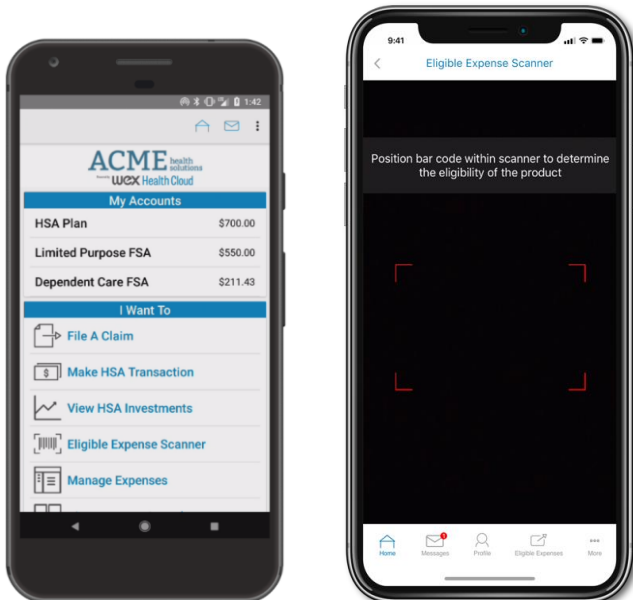 1:42
ACME health solutions
wex Health Cloud
My Accounts
HSA Plan $700.00
Limited Purpose FSA $550.00
Dependent Care FSA $211.43
I Want To
File A Claim
Make HSA Transaction
View HSA Investments
Eligible Expense Scanner
Manage Expenses
9:41
Eligible Expense Scanner
Position bar code within scanner to determine
the eligibility of the product
1
Home Messages Profile Eligible Expenses More